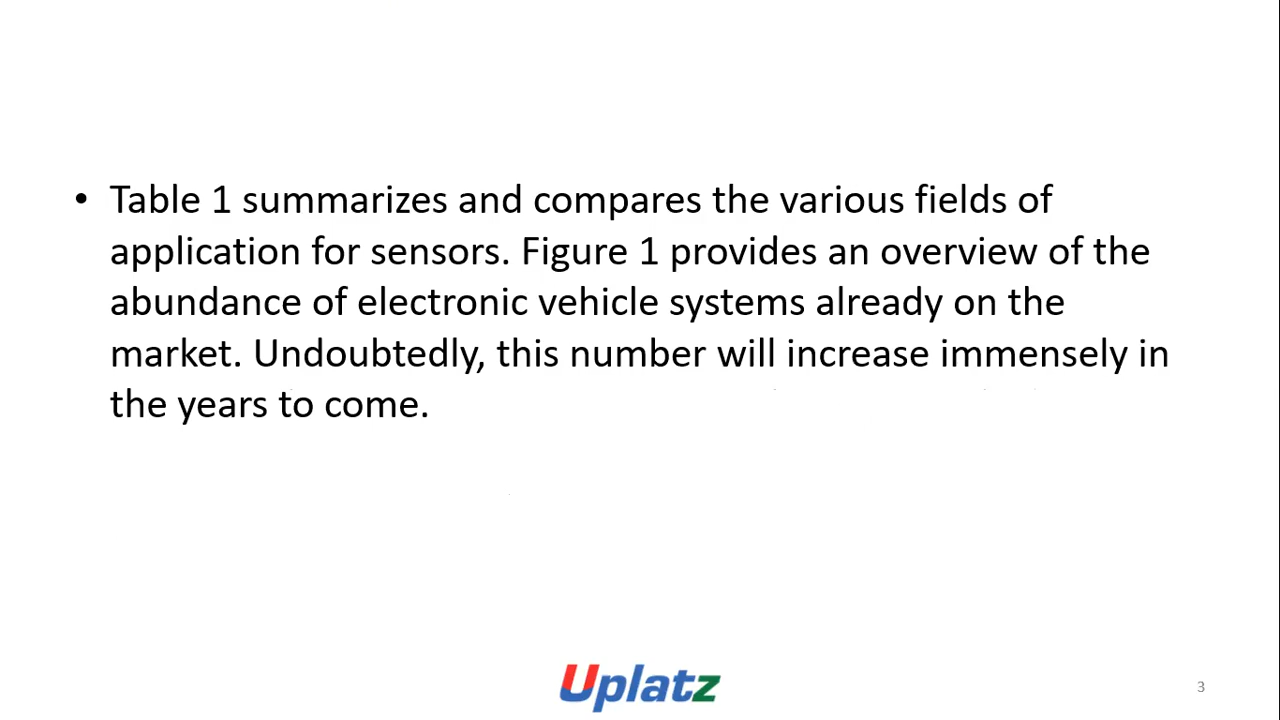 • Table 1 summarizes and compares the various fields of
application for sensors. Figure 1 provides an overview of the
abundance of electronic vehicle systems already on the
market. Undoubtedly, this number will increase immensely in
the years to come.
Uplatz
3